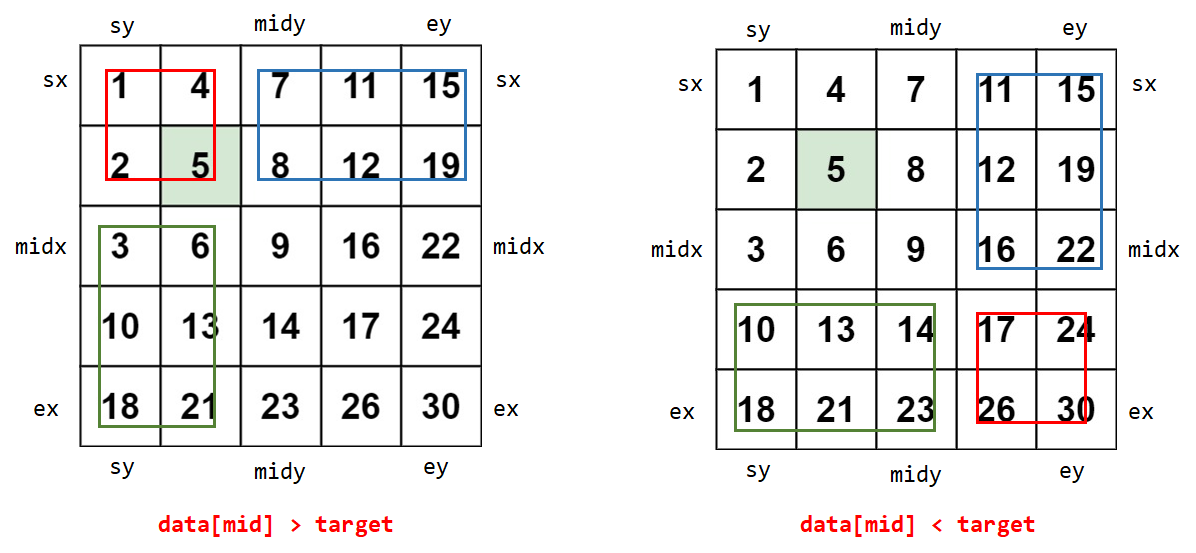 sy midy ey
sx 1 4 7 11 15 sx
2 5 8 12 19
midx 3 6 9 16 22 midx
10 13 14 17 24
ex 18 21 23 26 30 ex
sy midy ey
data[mid] > target
sy midy ey
sx 1 4 7 11 15 sx
2 5 8 12 19
midx 3 6 9 16 22 midx
10 13 14 17 24
ex 18 21 23 26 30 ex
sy midy ey
data[mid] < target